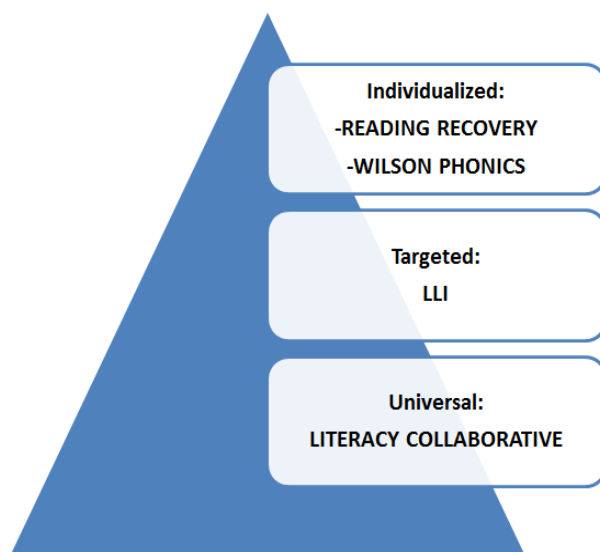 Individualized:
-READING RECOVERY
-WILSON PHONICS
Targeted:
LLI
Universal:
LITERACY COLLABORATIVE